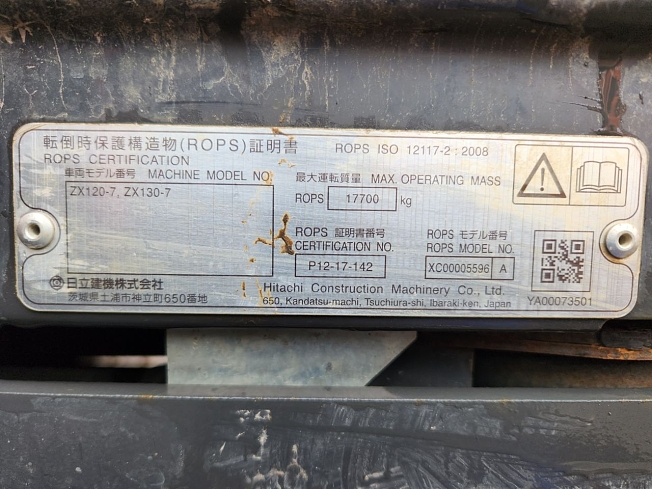 転倒時保護構造物(ROPS)証明書 ROPS ISO 12117-2 : 2008
ROPS CERTIFICATION
車両モデル番号 MACHINE MODEL NO.
ZX120-7, ZX130-7
最大運転質量 MAX. OPERATING MASS
ROPS 17700 kg
ROPS 証明書番号
CERTIFICATION NO.
P12-17-142
ROPS モデル番号
ROPS MODEL NO.
XC00005596 A
日立建機株式会社
茨城県土浦市神立町650番地
Hitachi Construction Machinery Co., Ltd.
650, Kandatsu-machi, Tsuchiura-shi, Ibaraki-ken, Japan
YA00073501